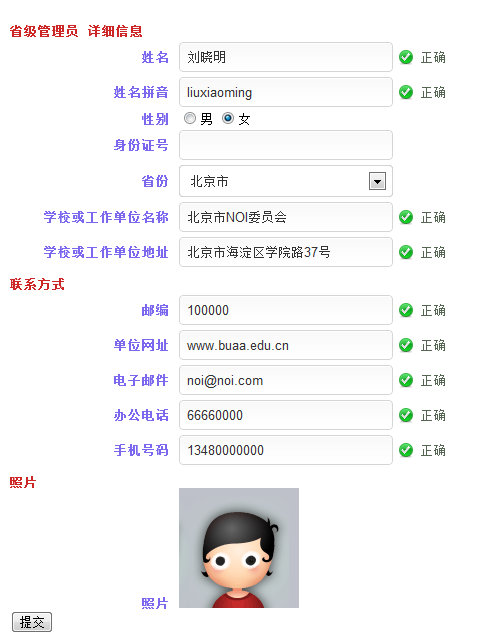 省级管理员 详细信息
姓名 刘晓明 正确
姓名拼音 liuxiaoming 正确
性别 男 女
身份证号
省份 北京市
学校或工作单位名称 北京市NOI委员会 正确
学校或工作单位地址 北京市海淀区学院路37号 正确
联系方式
邮编 100000 正确
单位网址 www.buaa.edu.cn 正确
电子邮件 noi@noi.com 正确
办公电话 66660000 正确
手机号码 13480000000 正确
照片
照片
提交